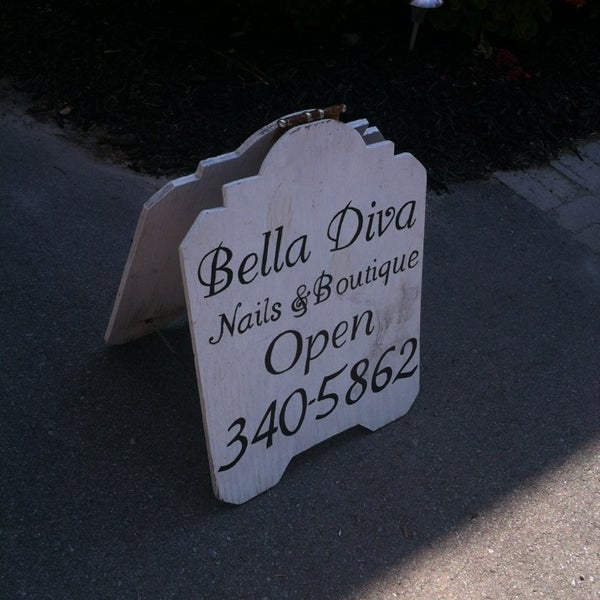 Bella Diva
Nails & Boutique
Open
340-5862